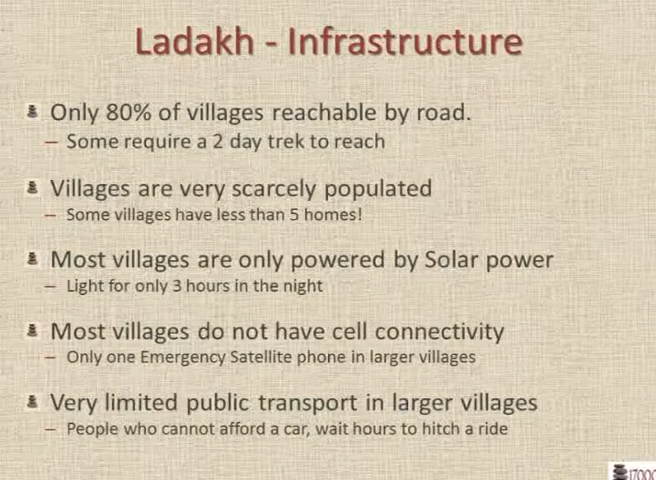 Ladakh - Infrastructure
Only 80% of villages reachable by road.
– Some require a 2 day trek to reach
Villages are very scarcely populated
– Some villages have less than 5 homes!
Most villages are only powered by Solar power
– Light for only 3 hours in the night
Most villages do not have cell connectivity
– Only one Emergency Satellite phone in larger villages
Very limited public transport in larger villages
– People who cannot afford a car, wait hours to hitch a ride
17000